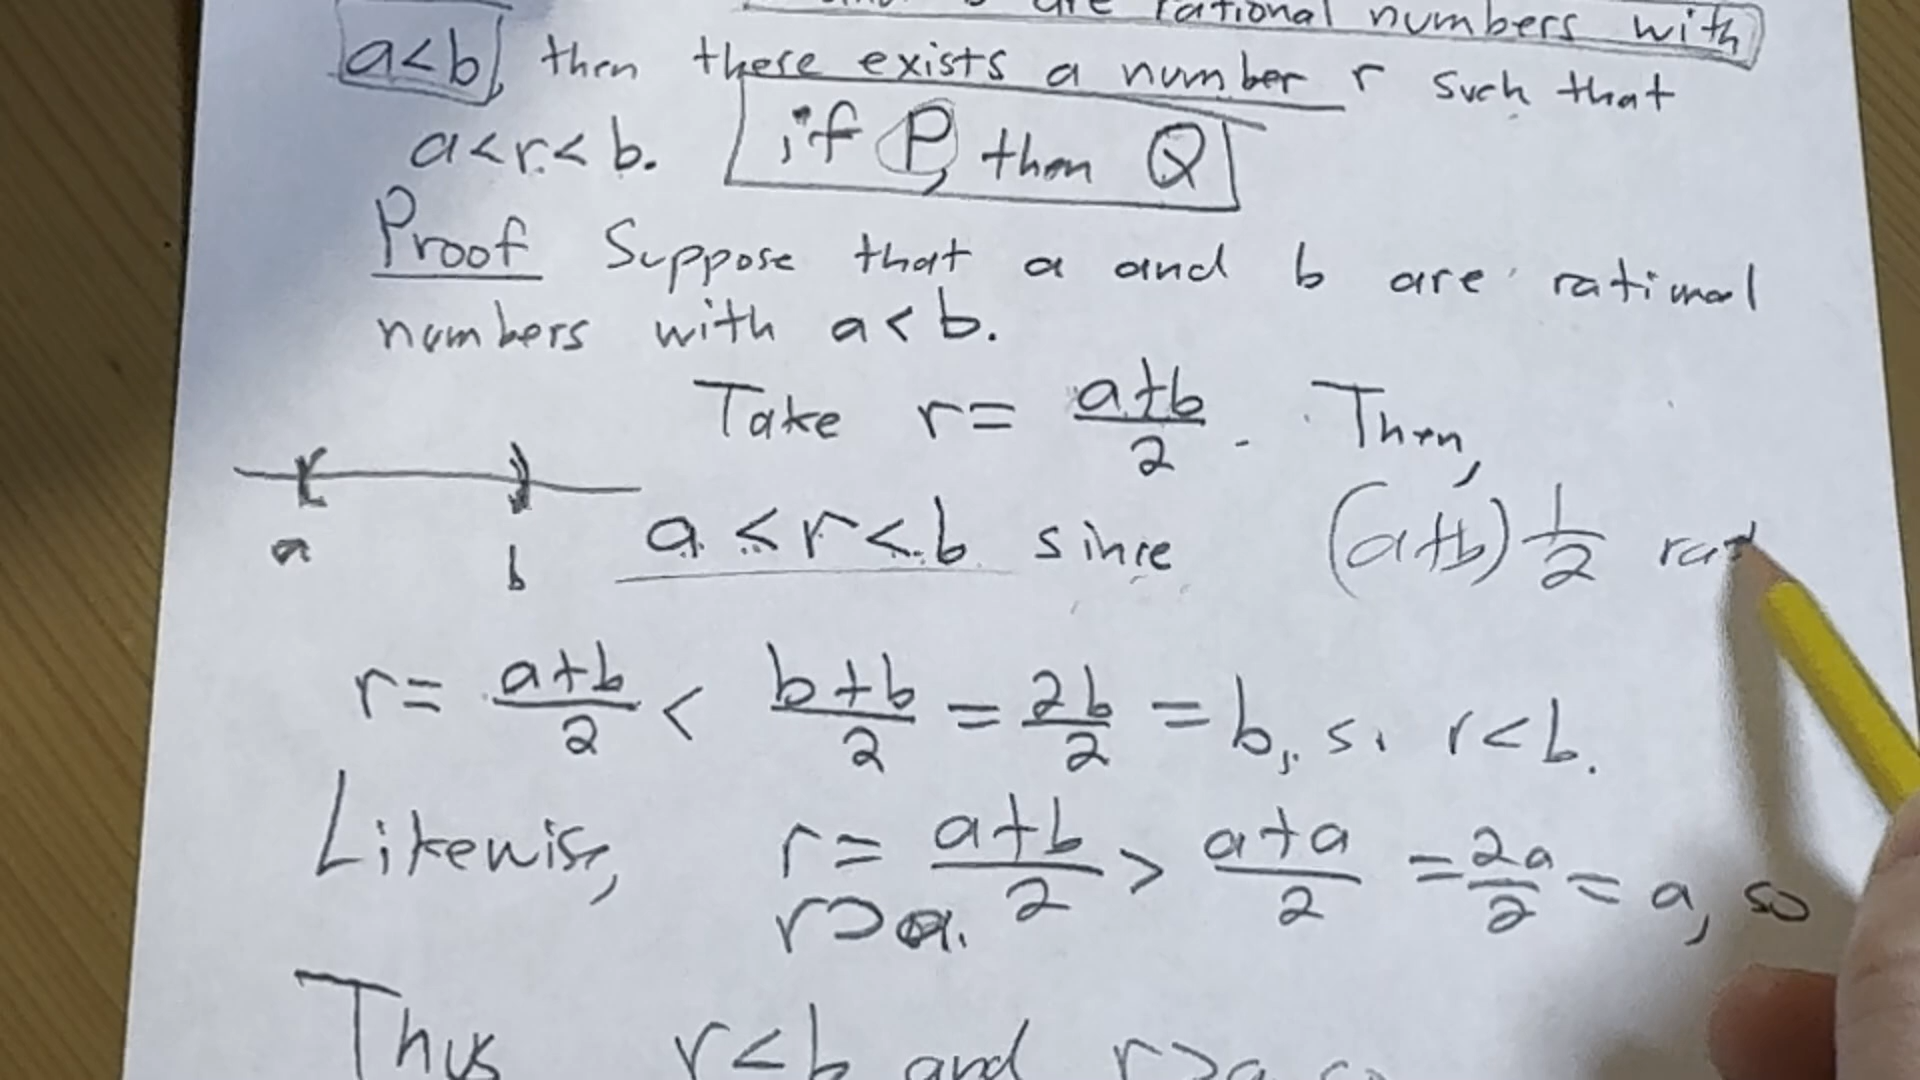 are rational numbers with
a<b, then there exists a number r such that
a<r<b. if P, then Q
Proof Suppose that a and b are rational
numbers with a<b.
Take r = a+b/2. Then,
a b
a<r<b since (a+b) 1/2 rat
r = a+b/2 < b+b/2 = 2b/2 = b, so r<b.
Likewise, r = a+b/2 > a+a/2 = 2a/2 = a, so
r>a.
Thus r<b and r>a so